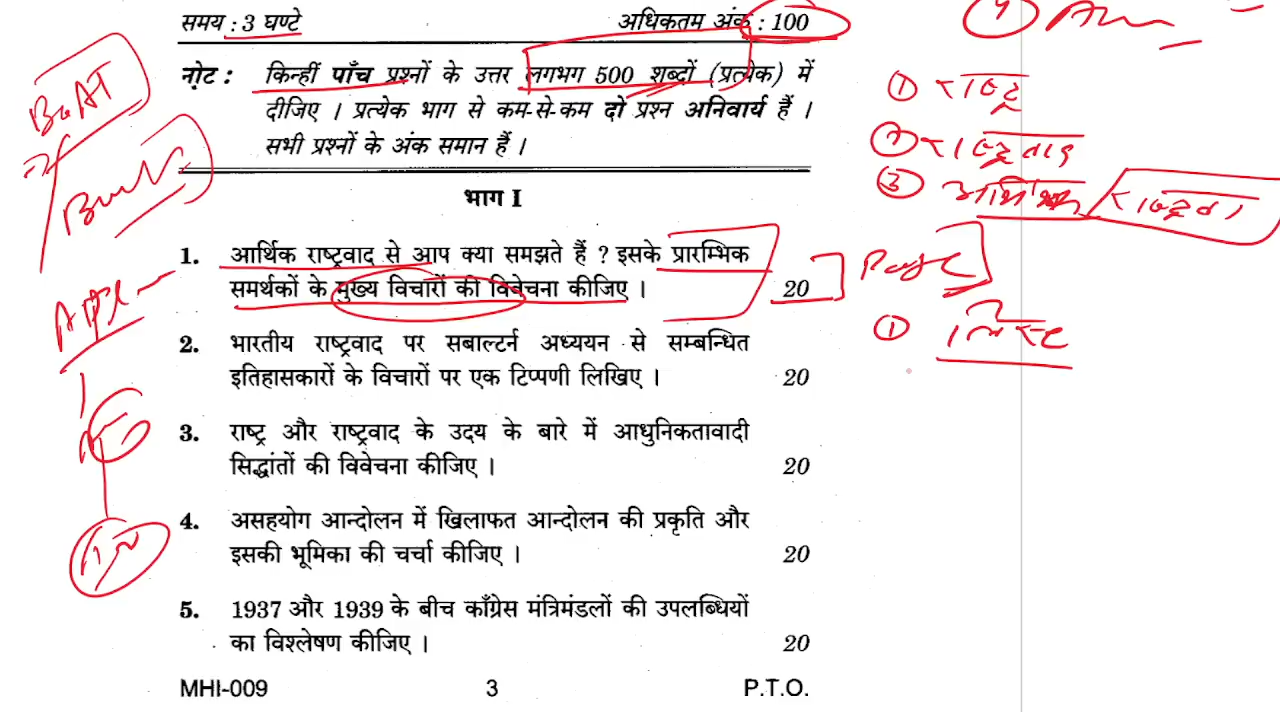 समय : 3 घण्टे अधिकतम अंक : 100
नोट : किन्हीं पाँच प्रश्नों के उत्तर लगभग 500 शब्दों (प्रत्येक) में
दीजिए । प्रत्येक भाग से कम-से-कम दो प्रश्न अनिवार्य हैं ।
सभी प्रश्नों के अंक समान हैं ।
भाग I
1. आर्थिक राष्ट्रवाद से आप क्या समझते हैं ? इसके प्रारम्भिक
समर्थकों के मुख्य विचारों की विवेचना कीजिए । 20
2. भारतीय राष्ट्रवाद पर सबाल्टर्न अध्ययन से सम्बन्धित
इतिहासकारों के विचारों पर एक टिप्पणी लिखिए । 20
3. राष्ट्र और राष्ट्रवाद के उदय के बारे में आधुनिकतावादी
सिद्धांतों की विवेचना कीजिए । 20
4. असहयोग आन्दोलन में खिलाफत आन्दोलन की प्रकृति और
इसकी भूमिका की चर्चा कीजिए । 20
5. 1937 और 1939 के बीच काँग्रेस मंत्रिमंडलों की उपलब्धियों
का विश्लेषण कीजिए । 20
MHI-009 3 P.T.O.
① राष्ट्र
राष्ट्रवाद
③
①